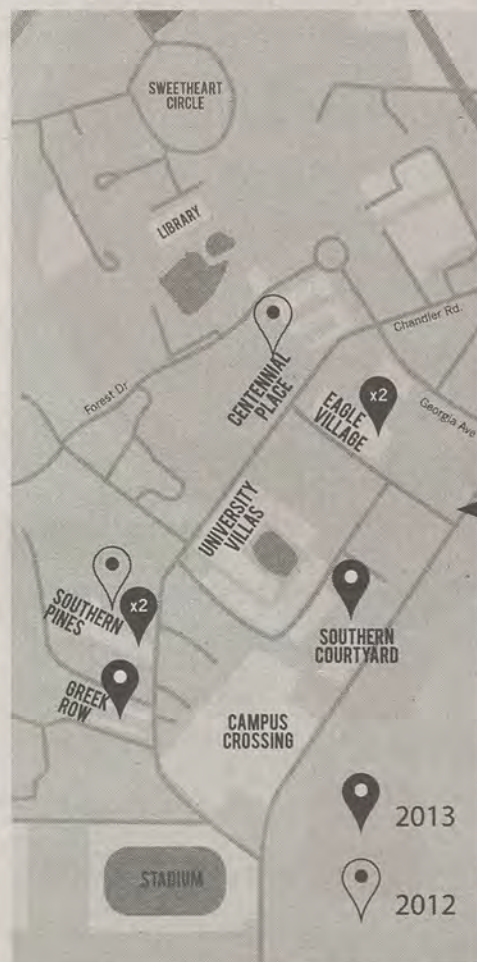 SWEETHEART
CIRCLE
LIBRARY
Chandler Rd.
CENTENNIAL
PLACE
Forest Dr
x2
EAGLE
VILLAGE
Georgia Ave
UNIVERSITY
VILLAS
SOUTHERN
PINES
x2
SOUTHERN
COURTYARD
GREEK
ROW
CAMPUS
CROSSING
2013
STADIUM
2012